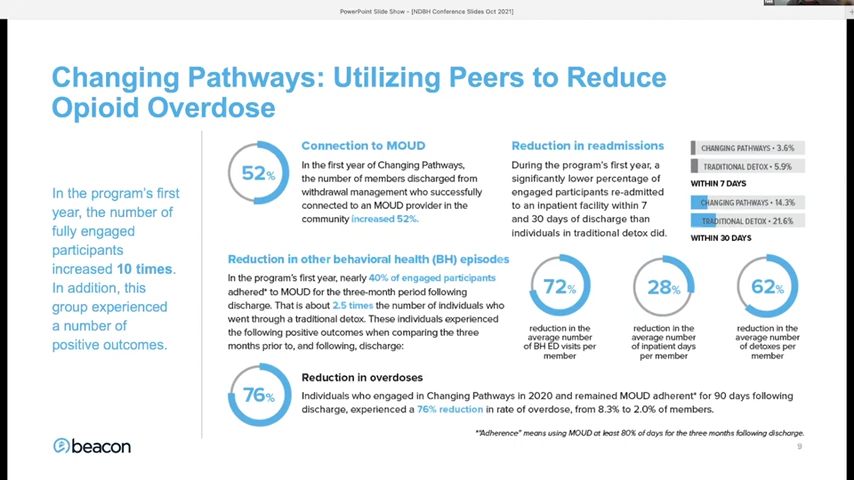 PowerPoint Slide Show - [NDBH Conference Slides Oct 2021]
Changing Pathways: Utilizing Peers to Reduce
Opioid Overdose
In the program's first
year, the number of
fully engaged
participants
increased 10 times.
In addition, this
group experienced
a number of
positive outcomes.
52%
Connection to MOUD
In the first year of Changing Pathways,
the number of members discharged from
withdrawal management who successfully
connected to an MOUD provider in the
community increased 52%.
Reduction in readmissions
During the program's first year, a
significantly lower percentage of
engaged participants re-admitted
to an inpatient facility within 7
and 30 days of discharge than
individuals in traditional detox did.
CHANGING PATHWAYS • 3.6%
TRADITIONAL DETOX • 5.9%
WITHIN 7 DAYS
CHANGING PATHWAYS • 14.3%
TRADITIONAL DETOX • 21.6%
WITHIN 30 DAYS
Reduction in other behavioral health (BH) episodes
In the program's first year, nearly 40% of engaged participants
adhered* to MOUD for the three-month period following
discharge. That is about 2.5 times the number of individuals who
went through a traditional detox. These individuals experienced
the following positive outcomes when comparing the three
months prior to, and following, discharge:
72%
reduction in the
average number
of BH ED visits per
member
28%
reduction in the
average number
of inpatient days
per member
62%
reduction in the
average number
of detoxes per
member
76%
Reduction in overdoses
Individuals who engaged in Changing Pathways in 2020 and remained MOUD adherent* for 90 days following
discharge, experienced a 76% reduction in rate of overdose, from 8.3% to 2.0% of members.
*"Adherence" means using MOUD at least 80% of days for the three months following discharge.
beacon
9